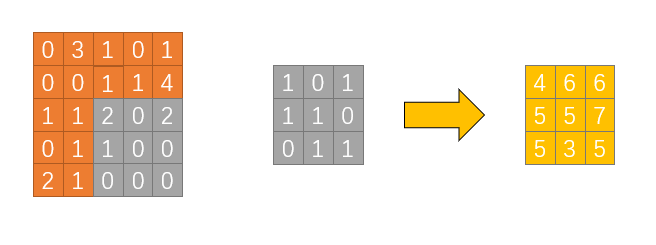 0 3 1 0 1
0 0 1 1 4
1 1 2 0 2
0 1 1 0 0
2 1 0 0 0
1 0 1
1 1 0
0 1 1
4 6 6
5 5 7
5 3 5